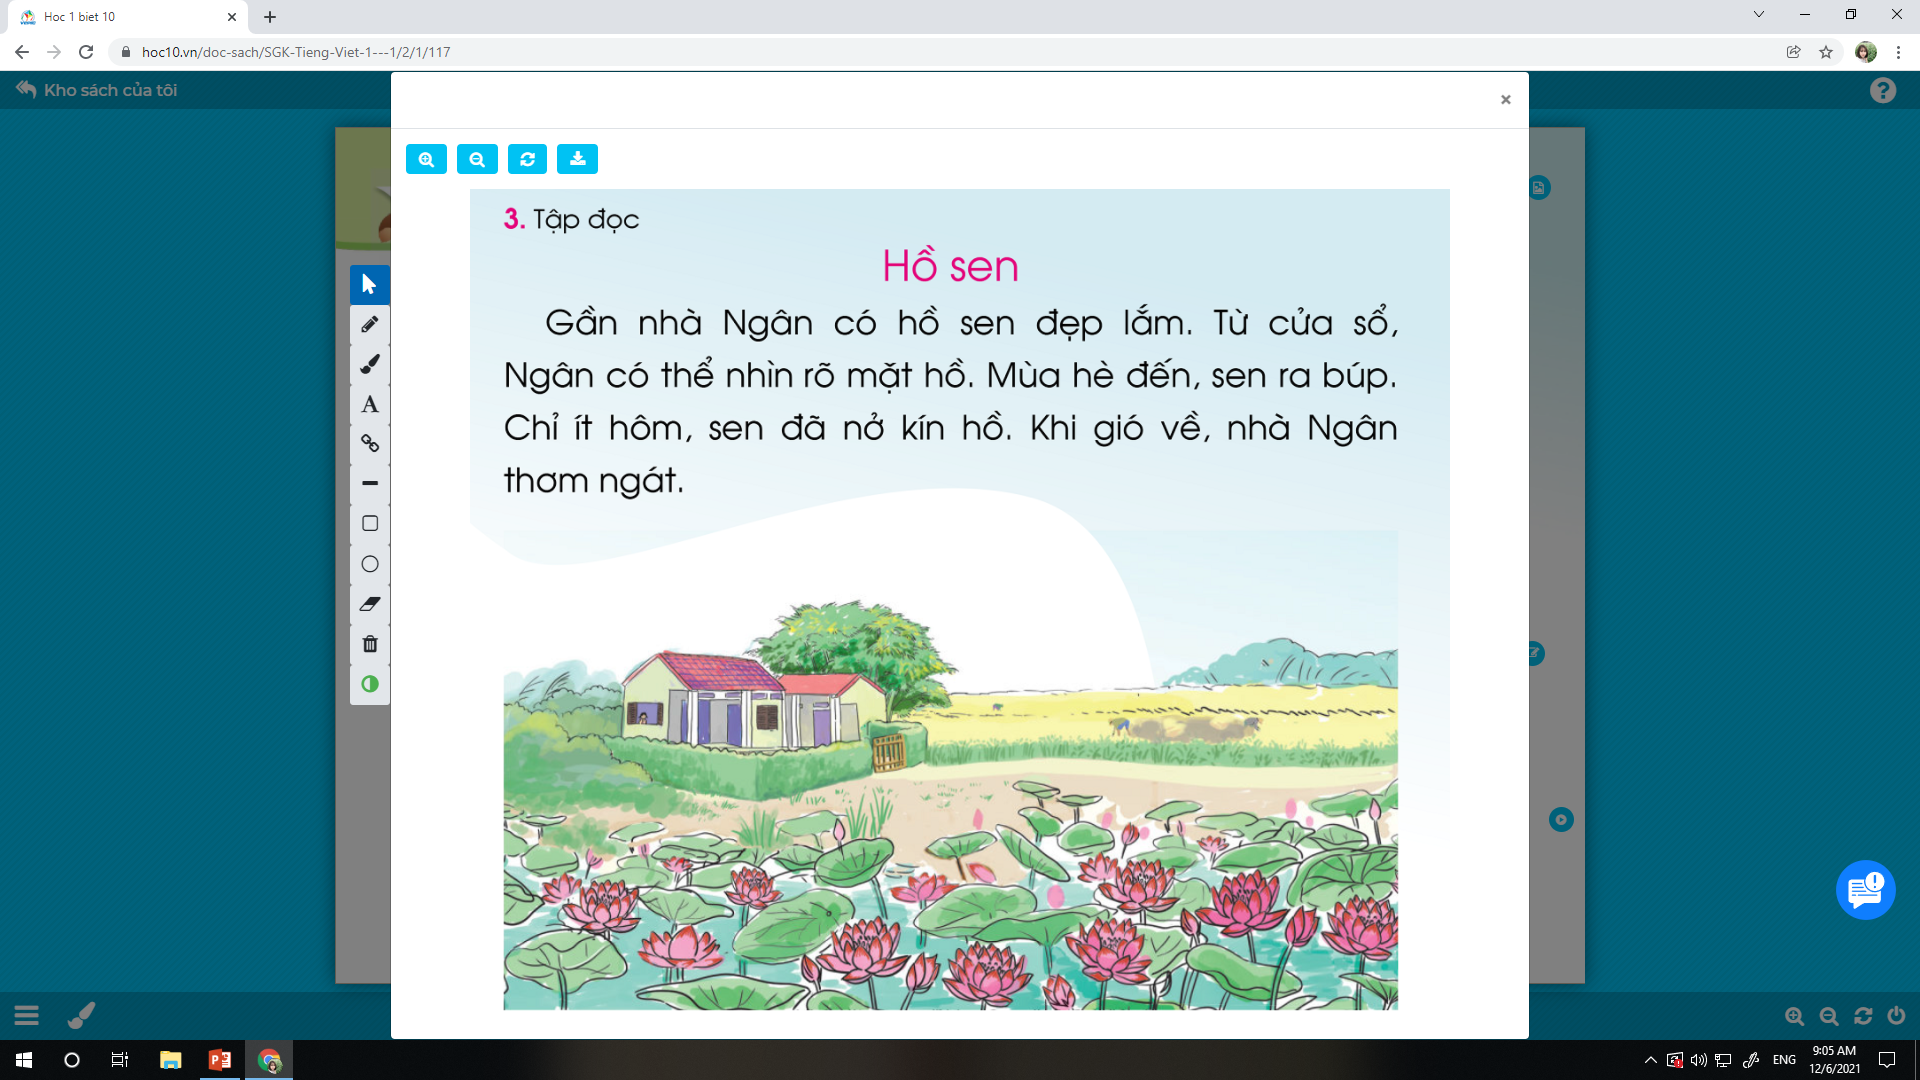 Hoc 1 biet 10
hoc10.vn/doc-sach/SGK-Tieng-Viet-1---1/2/1/117
Kho sách của tôi
3. Tập đọc
Hồ sen
Gần nhà Ngân có hồ sen đẹp lắm. Từ cửa sổ,
Ngân có thể nhìn rõ mặt hồ. Mùa hè đến, sen ra búp.
Chỉ ít hôm, sen đã nở kín hồ. Khi gió về, nhà Ngân
thơm ngát.
ENG
9:05 AM
12/6/2021